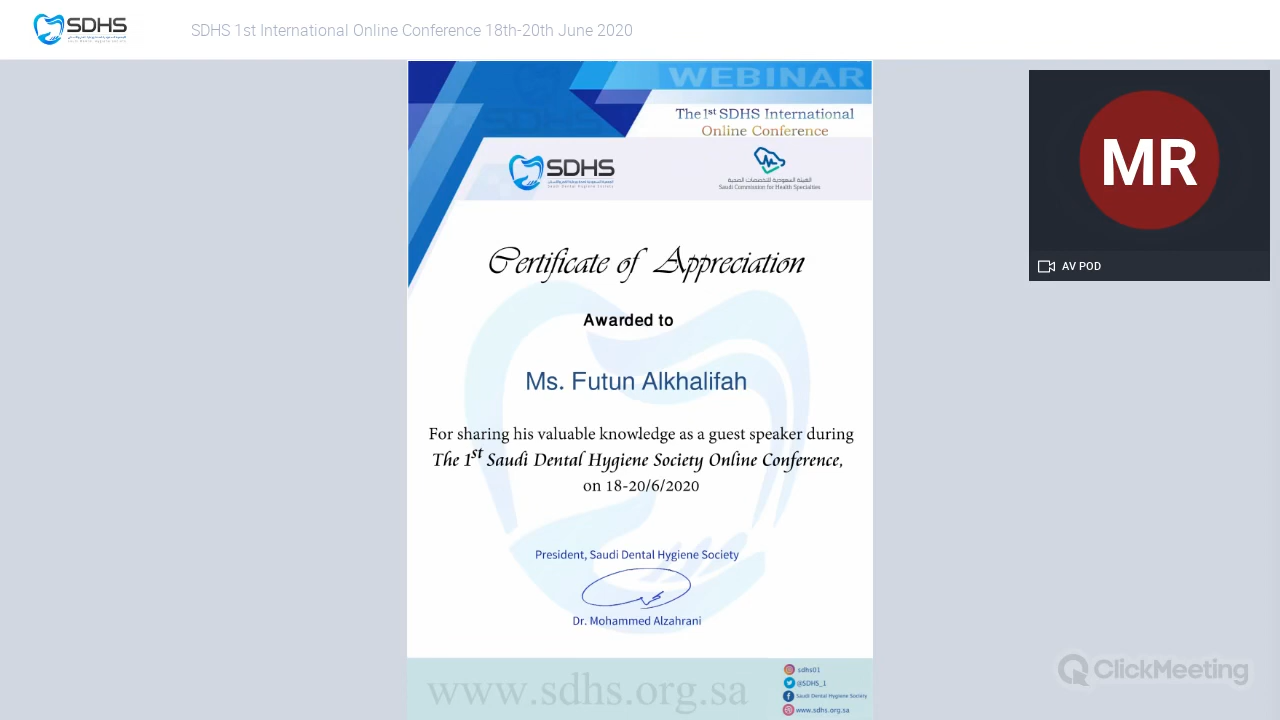 SDHS
SDHS 1st International Online Conference 18th-20th June 2020
WEBINAR
The 1st SDHS International
Online Conference
MR
AV POD
SDHS
Saudi Dental Hygiene Society
الهيئة السعودية للتخصصات الصحية
Saudi Commission for Health Specialties
Certificate of Appreciation
Awarded to
Ms. Futun Alkhalifah
For sharing his valuable knowledge as a guest speaker during
The 1st Saudi Dental Hygiene Society Online Conference,
on 18-20/6/2020
President, Saudi Dental Hygiene Society
Dr. Mohammed Alzahrani
www.sdhs.org.sa
sdhs01
@SDHS_1
Saudi Dental Hygiene Society
www.sdhs.org.sa
ClickMeeting